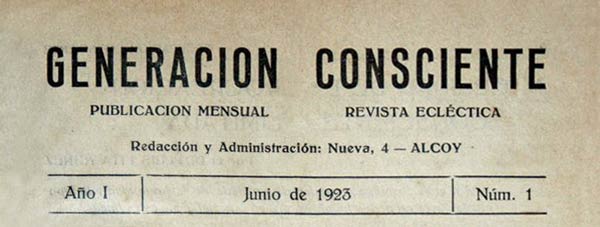 GENERACION CONSCIENTE
PUBLICACION MENSUAL REVISTA ECLÉCTICA
Redacción y Administración: Nueva, 4 — ALCOY
Año I Junio de 1923 Núm. 1